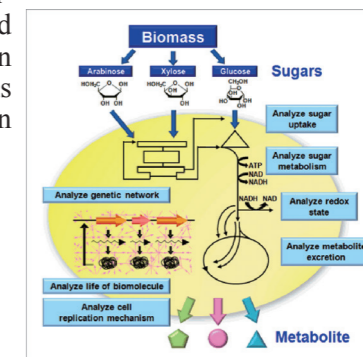 d
n
s
n
Biomass
Arabinose
Xylose
Glucose
Sugars
Analyze sugar
uptake
Analyze sugar
metabolism
ATP
NAD
NADH
NADH NAD
Analyze redox
state
Analyze genetic network
Analyze metabolite
excretion
Analyze life of biomolecule
Analyze cell
replication mechanism
Metabolite